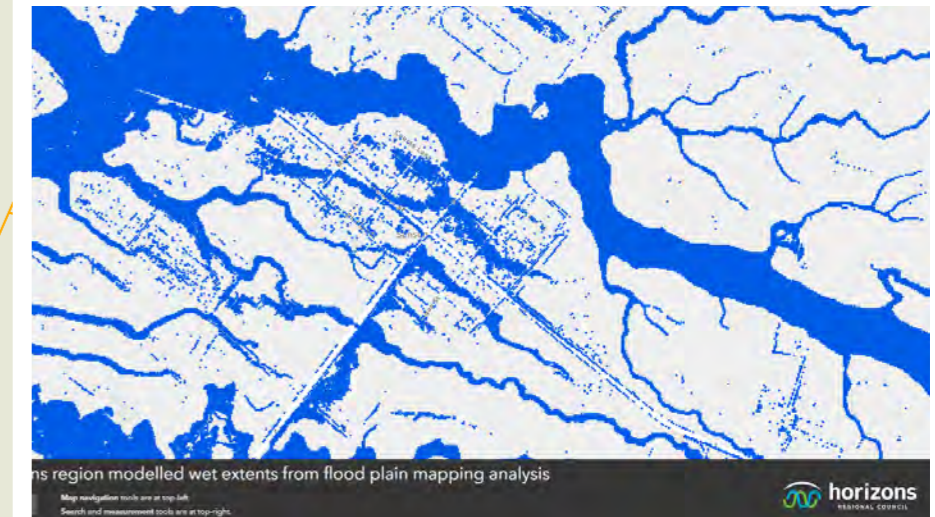 ns region modelled wet extents from flood plain mapping analysis
Map navigation tools are at top-left
Search and measurement tools are at top-right.
horizons
REGIONAL COUNCIL